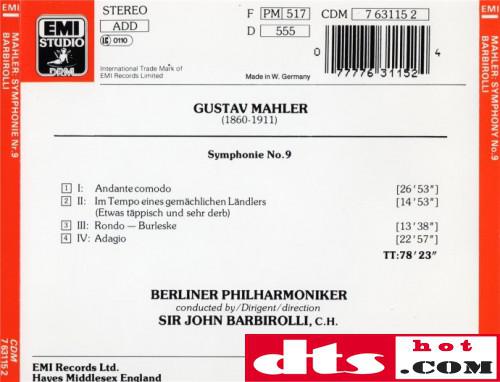 EMI
MAHLER: SYMPHONIE Nr.9
BARBIROLLI
CDM
7 63115 2
EMI
STUDIO
DRM
STEREO
ADD
LC 0110
International Trade Mark of
EMI Records Limited
F PM 517
D 555
CDM 7 63115 2
0 77776 31152 4
Made in W. Germany
GUSTAV MAHLER
(1860-1911)
Symphonie No. 9
1 I: Andante comodo [26'53"]
2 II: Im Tempo eines gemächlichen Ländlers [14'53"]
(Etwas täppisch und sehr derb)
3 III: Rondo — Burleske [13'38"]
4 IV: Adagio [22'57"]
TT:78'23"
BERLINER PHILHARMONIKER
conducted by/Dirigent/direction
SIR JOHN BARBIROLLI, C.H.
EMI Records Ltd.
Hayes Middlesex England
EMI
MAHLER: SYMPHONY No.9
BARBIROLLI
dts hot
.COM